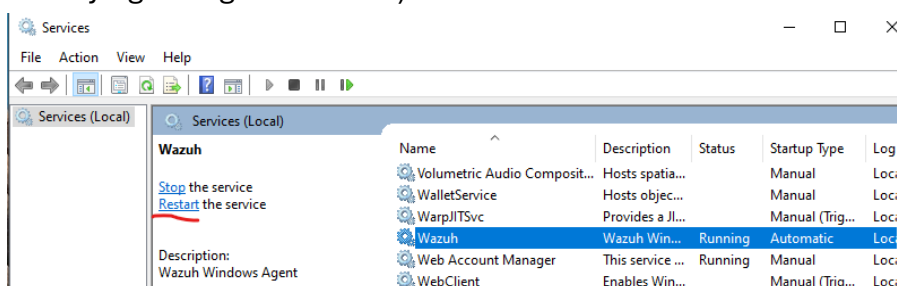 Services
File Action View Help
Services (Local)
Services (Local)
Wazuh
Stop the service
Restart the service
Description:
Wazuh Windows Agent
Name Description Status Startup Type Log
Volumetric Audio Composit... Hosts spatia... Manual Loca
WalletService Hosts objec... Manual Loca
WarpJITSvc Provides a JI... Manual (Trig... Loca
Wazuh Wazuh Win... Running Automatic Loca
Web Account Manager This service ... Running Manual Loca
WebClient Enables Win... Manual (Trig... Loca